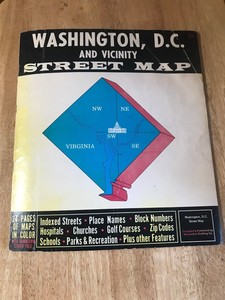 WASHINGTON, D.C.
AND VICINITY
STREET MAP
NW NE
VIRGINIA SE
64 PAGES
OF MAPS
IN COLOR
Indexed Streets • Place Names • Block Numbers
Hospitals • Churches • Golf Courses • Zip Codes
Schools • Parks & Recreation • Plus other Features
Washington, D.C.
Street Map